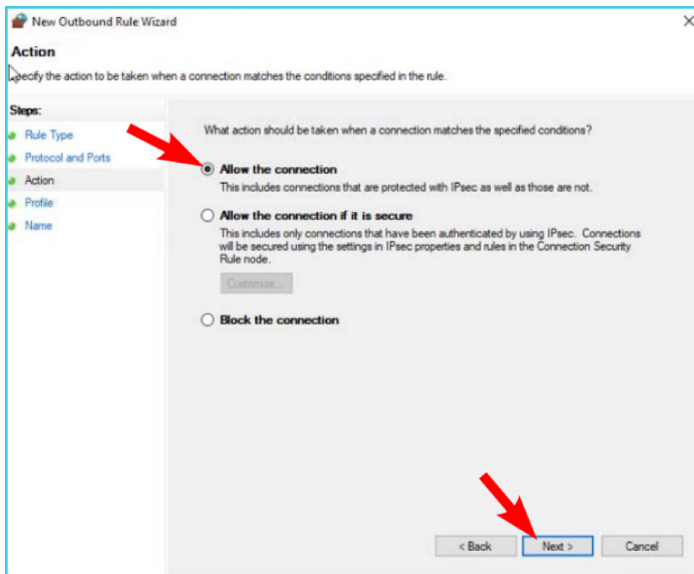 New Outbound Rule Wizard
Action
Specify the action to be taken when a connection matches the conditions specified in the rule.
Steps:
Rule Type
Protocol and Ports
Action
Profile
Name
What action should be taken when a connection matches the specified conditions?
Allow the connection
This includes connections that are protected with IPsec as well as those are not.
Allow the connection if it is secure
This includes only connections that have been authenticated by using IPsec. Connections
will be secured using the settings in IPsec properties and rules in the Connection Security
Rule node.
Customize...
Block the connection
< Back
Next >
Cancel